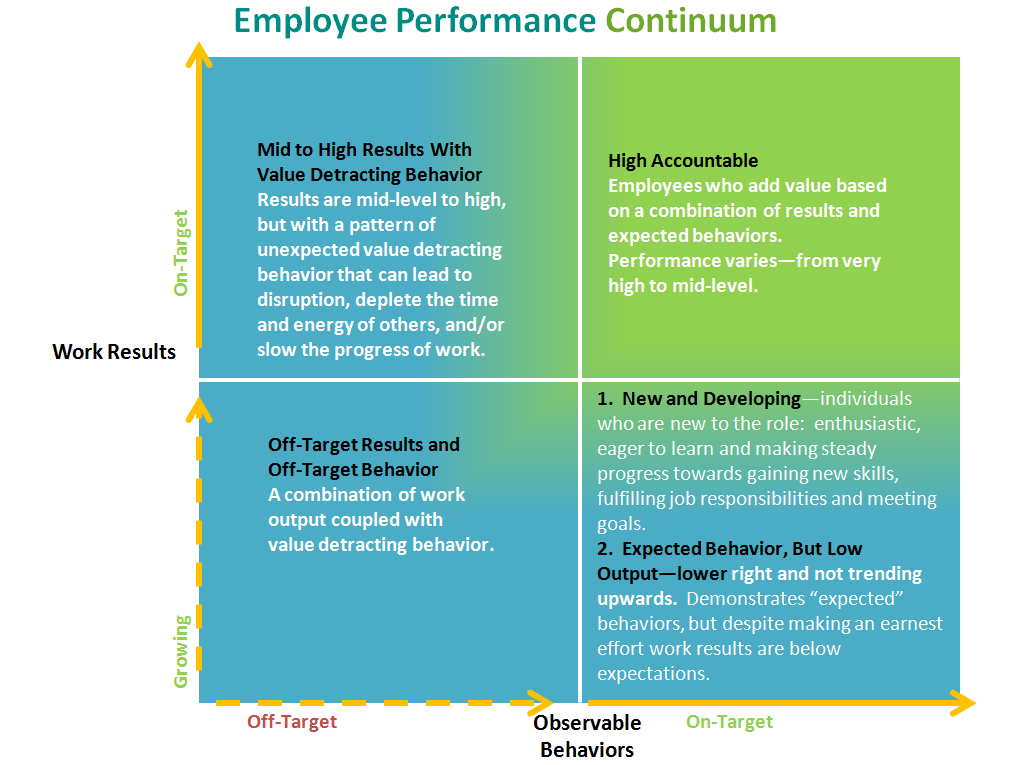 Employee Performance Continuum
On-Target
Work Results
Growing
Mid to High Results With
Value Detracting Behavior
Results are mid-level to high,
but with a pattern of
unexpected value detracting
behavior that can lead to
disruption, deplete the time
and energy of others, and/or
slow the progress of work.
High Accountable
Employees who add value based
on a combination of results and
expected behaviors.
Performance varies—from very
high to mid-level.
Off-Target Results and
Off-Target Behavior
A combination of work
output coupled with
value detracting behavior.
1. New and Developing—individuals
who are new to the role: enthusiastic,
eager to learn and making steady
progress towards gaining new skills,
fulfilling job responsibilities and meeting
goals.
2. Expected Behavior, But Low
Output—lower right and not trending
upwards. Demonstrates “expected”
behaviors, but despite making an earnest
effort work results are below
expectations.
Off-Target
Observable
Behaviors
On-Target